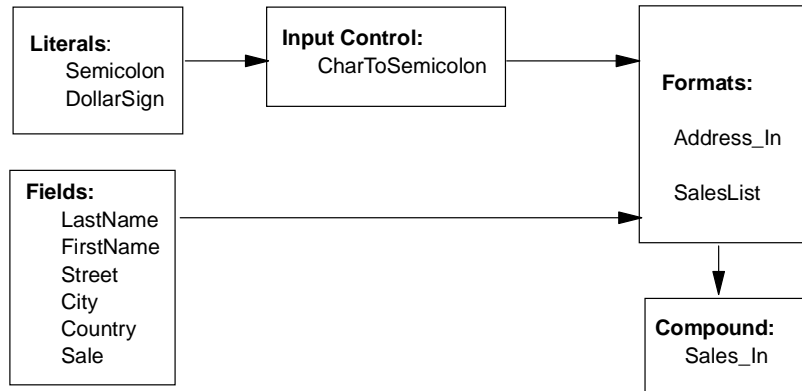 Literals:
Semicolon
DollarSign
Input Control:
CharToSemicolon
Formats:
Address_In
SalesList
Fields:
LastName
FirstName
Street
City
Country
Sale
Compound:
Sales_In